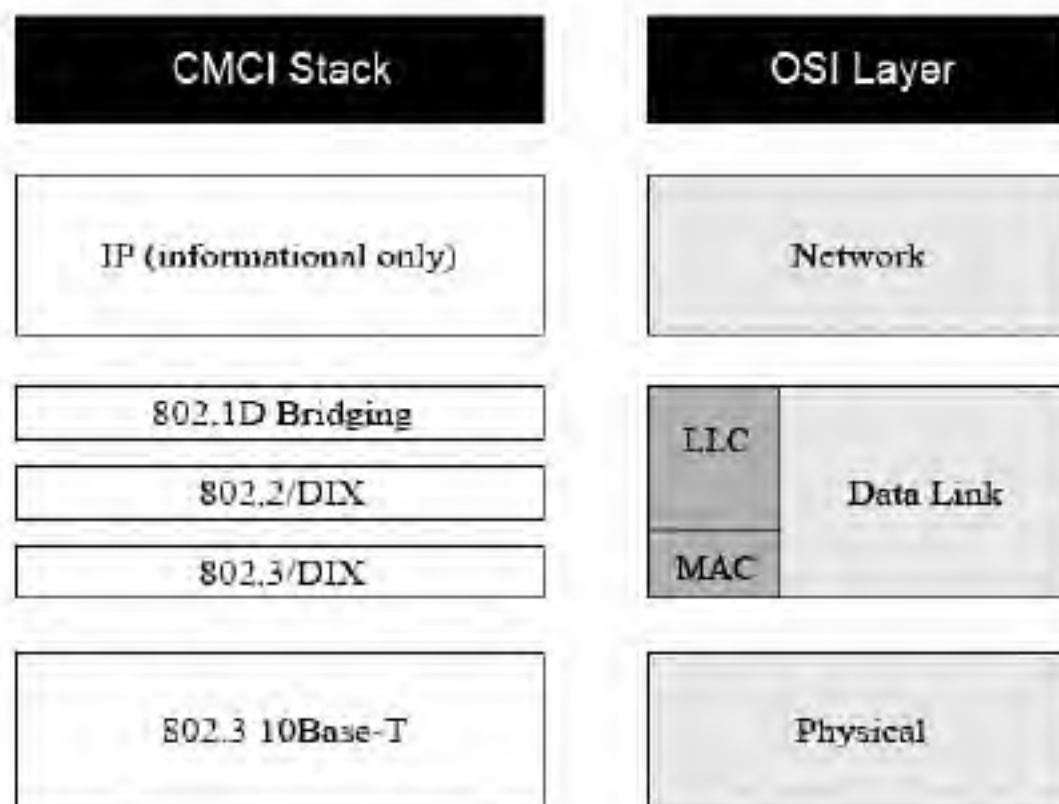 CMCI Stack
OSI Layer
IP (informational only)
Network
802.1D Bridging
802.2/DIX
802.3/DIX
LLC
MAC
Data Link
802.3 10Base-T
Physical